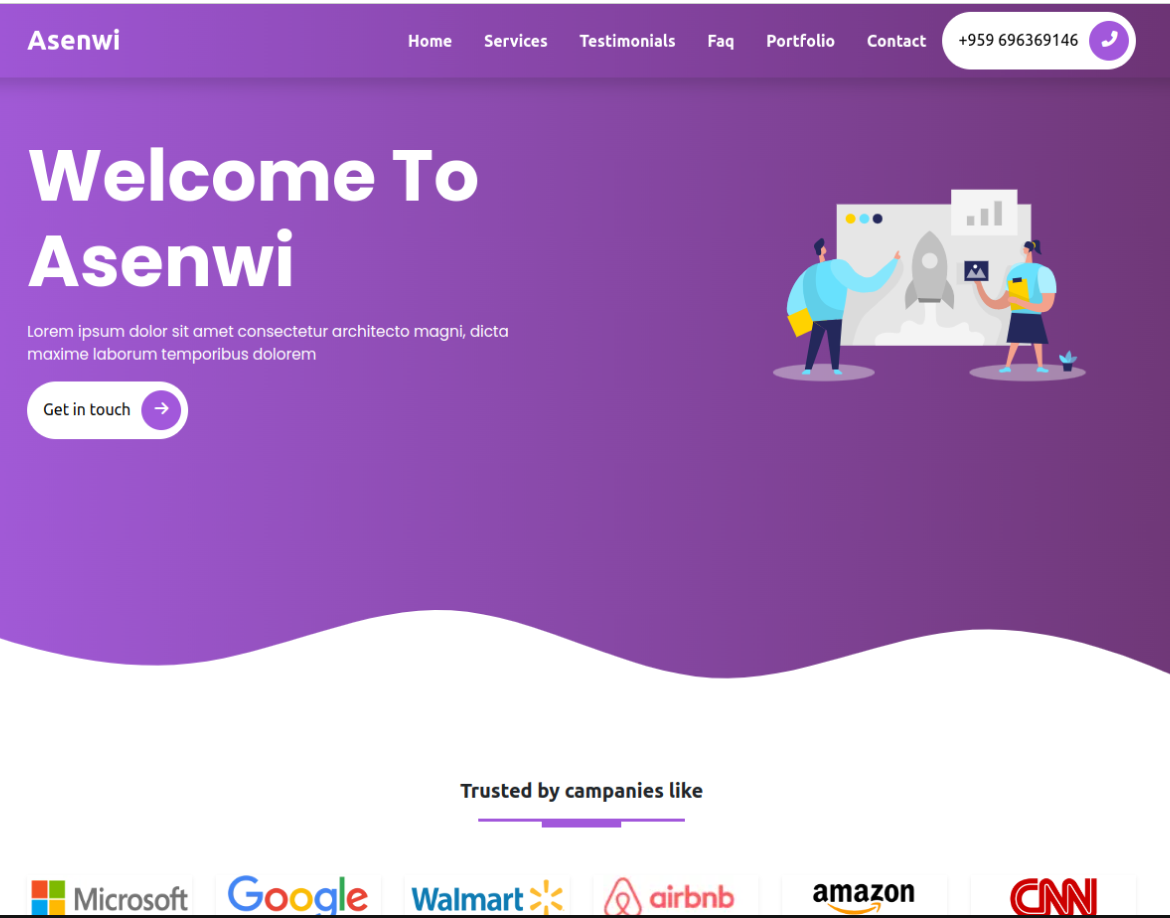 Asenwi
Home
Services
Testimonials
Faq
Portfolio
Contact
+959 696369146
Welcome To
Asenwi
Lorem ipsum dolor sit amet consectetur architecto magni, dicta
maxime laborum temporibus dolorem
Get in touch
Trusted by campanies like
Microsoft
Google
Walmart
airbnb
amazon
CNN